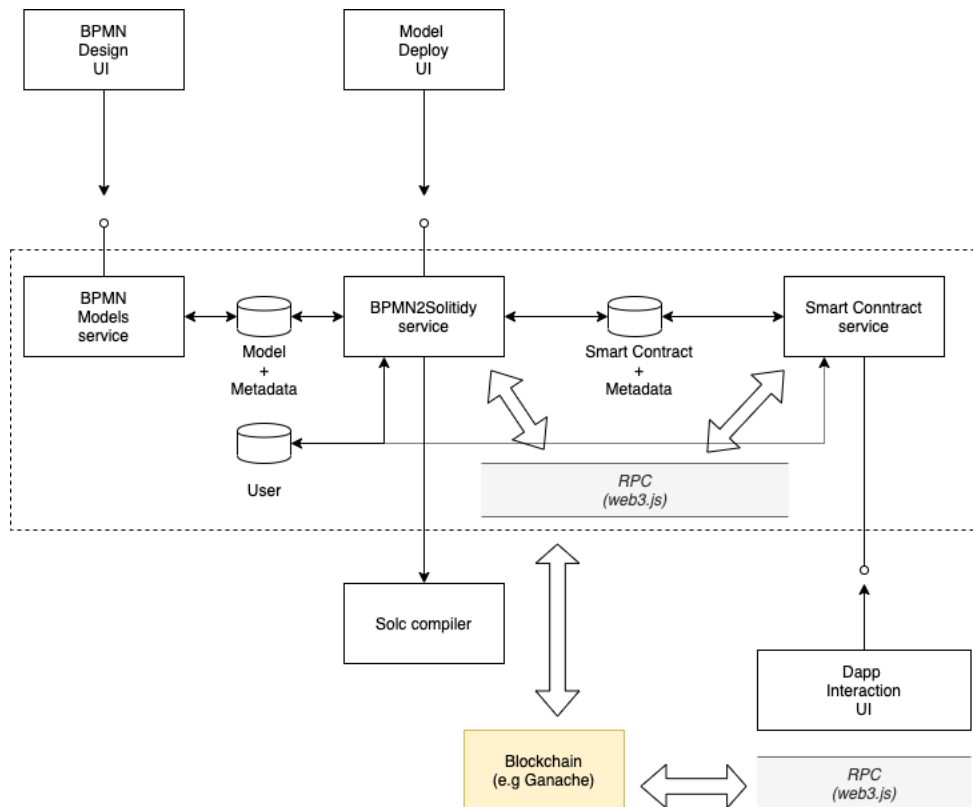 BPMN
Design
UI
Model
Deploy
UI
BPMN
Models
service
Model
+
Metadata
BPMN2Solitidy
service
Smart Contract
+
Metadata
Smart Conntract
service
User
RPC
(web3.js)
Solc compiler
Dapp
Interaction
UI
Blockchain
(e.g Ganache)
RPC
(web3.js)